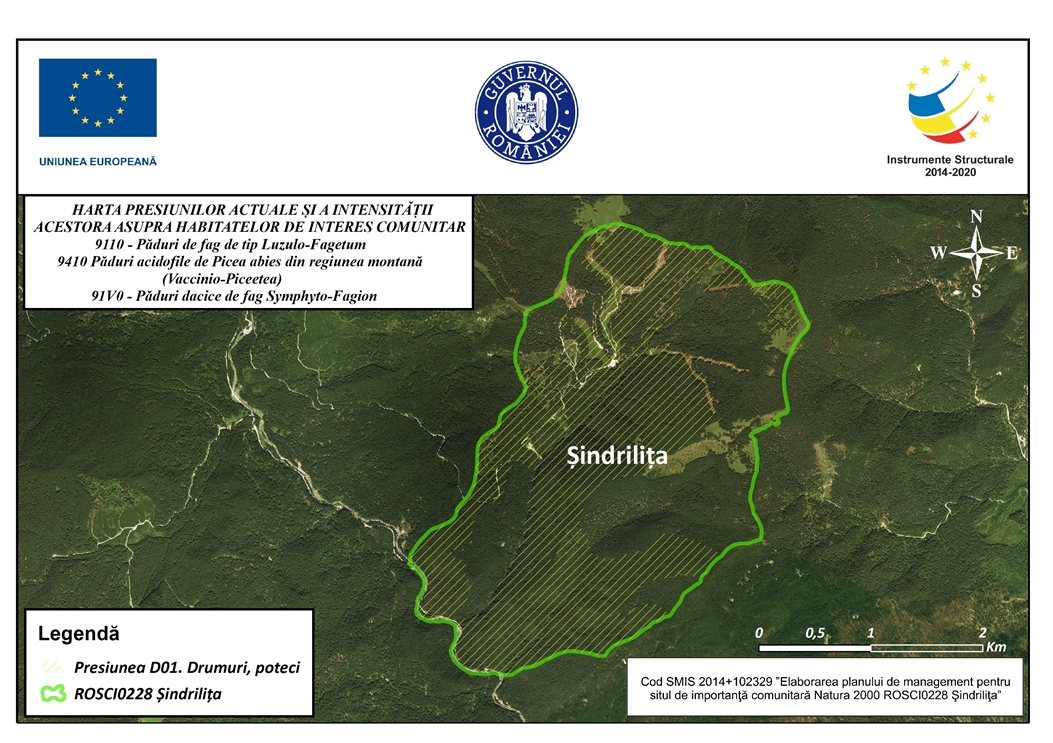 UNIUNEA EUROPEANĂ
GUVERNUL ROMÂNIEI
Instrumente Structurale
2014-2020
HARTA PRESIUNILOR ACTUALE ȘI A INTENSITĂȚII
ACESTORA ASUPRA HABITATELOR DE INTERES COMUNITAR
9110 - Păduri de fag de tip Luzulo-Fagetum
9410 Păduri acidofile de Picea abies din regiunea montană
(Vaccinio-Piceetea)
91V0 - Păduri dacice de fag Symphyto-Fagion
N
W E
S
Șindrilița
Legendă
Presiunea D01. Drumuri, poteci
ROSCI0228 Șindrilița
0 0,5 1 2
Km
Cod SMIS 2014+102329 ”Elaborarea planului de management pentru
situl de importanţă comunitară Natura 2000 ROSCI0228 Şindriliţa”